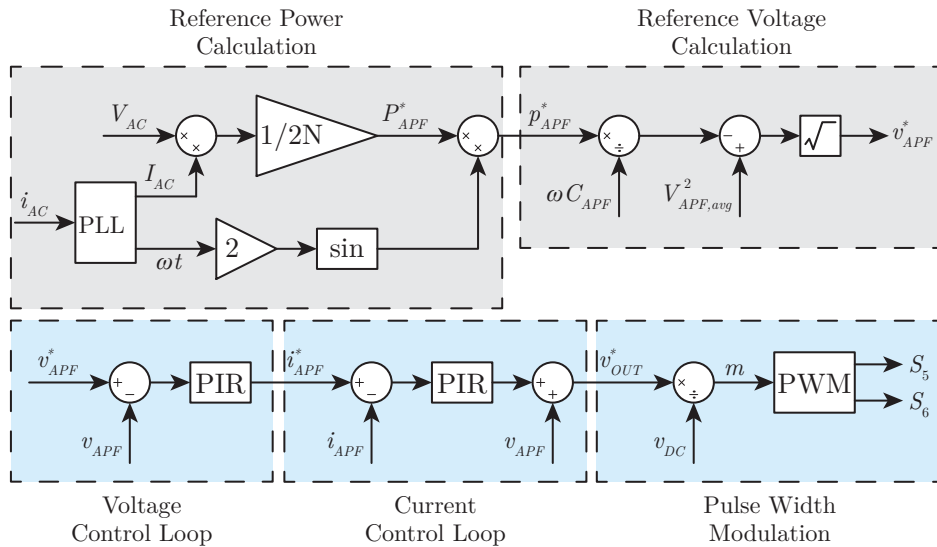 Reference Power
Calculation
Reference Voltage
Calculation
V_AC
× ×
1/2N
P*_APF
× ×
p*_APF
× ÷
− +
√
v*_APF
I_AC
i_AC
PLL
ωt
2
sin
ωC_APF
V²_APF,avg
v*_APF
+ −
PIR
i*_APF
+ −
PIR
+ +
v*_OUT
× ÷
m
PWM
S_5
S_6
v_APF
i_APF
v_APF
v_DC
Voltage
Control Loop
Current
Control Loop
Pulse Width
Modulation